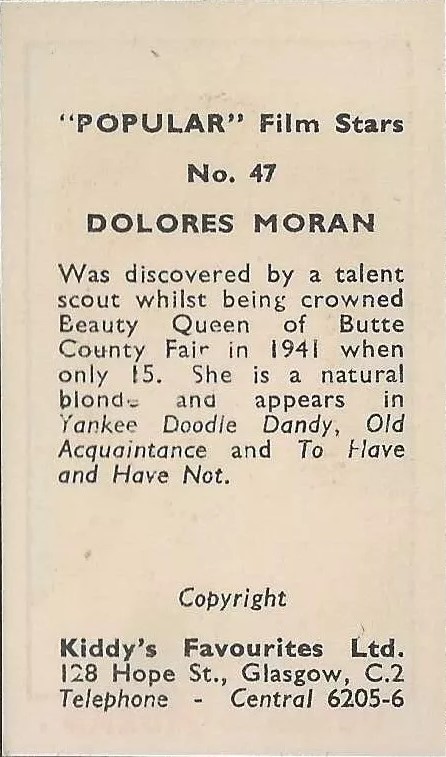 "POPULAR" Film Stars
No. 47
DOLORES MORAN
Was discovered by a talent
scout whilst being crowned
Beauty Queen of Butte
County Fair in 1941 when
only 15. She is a natural
blonde and appears in
Yankee Doodle Dandy, Old
Acquaintance and To Have
and Have Not.
Copyright
Kiddy's Favourites Ltd.
128 Hope St., Glasgow, C.2
Telephone - Central 6205-6